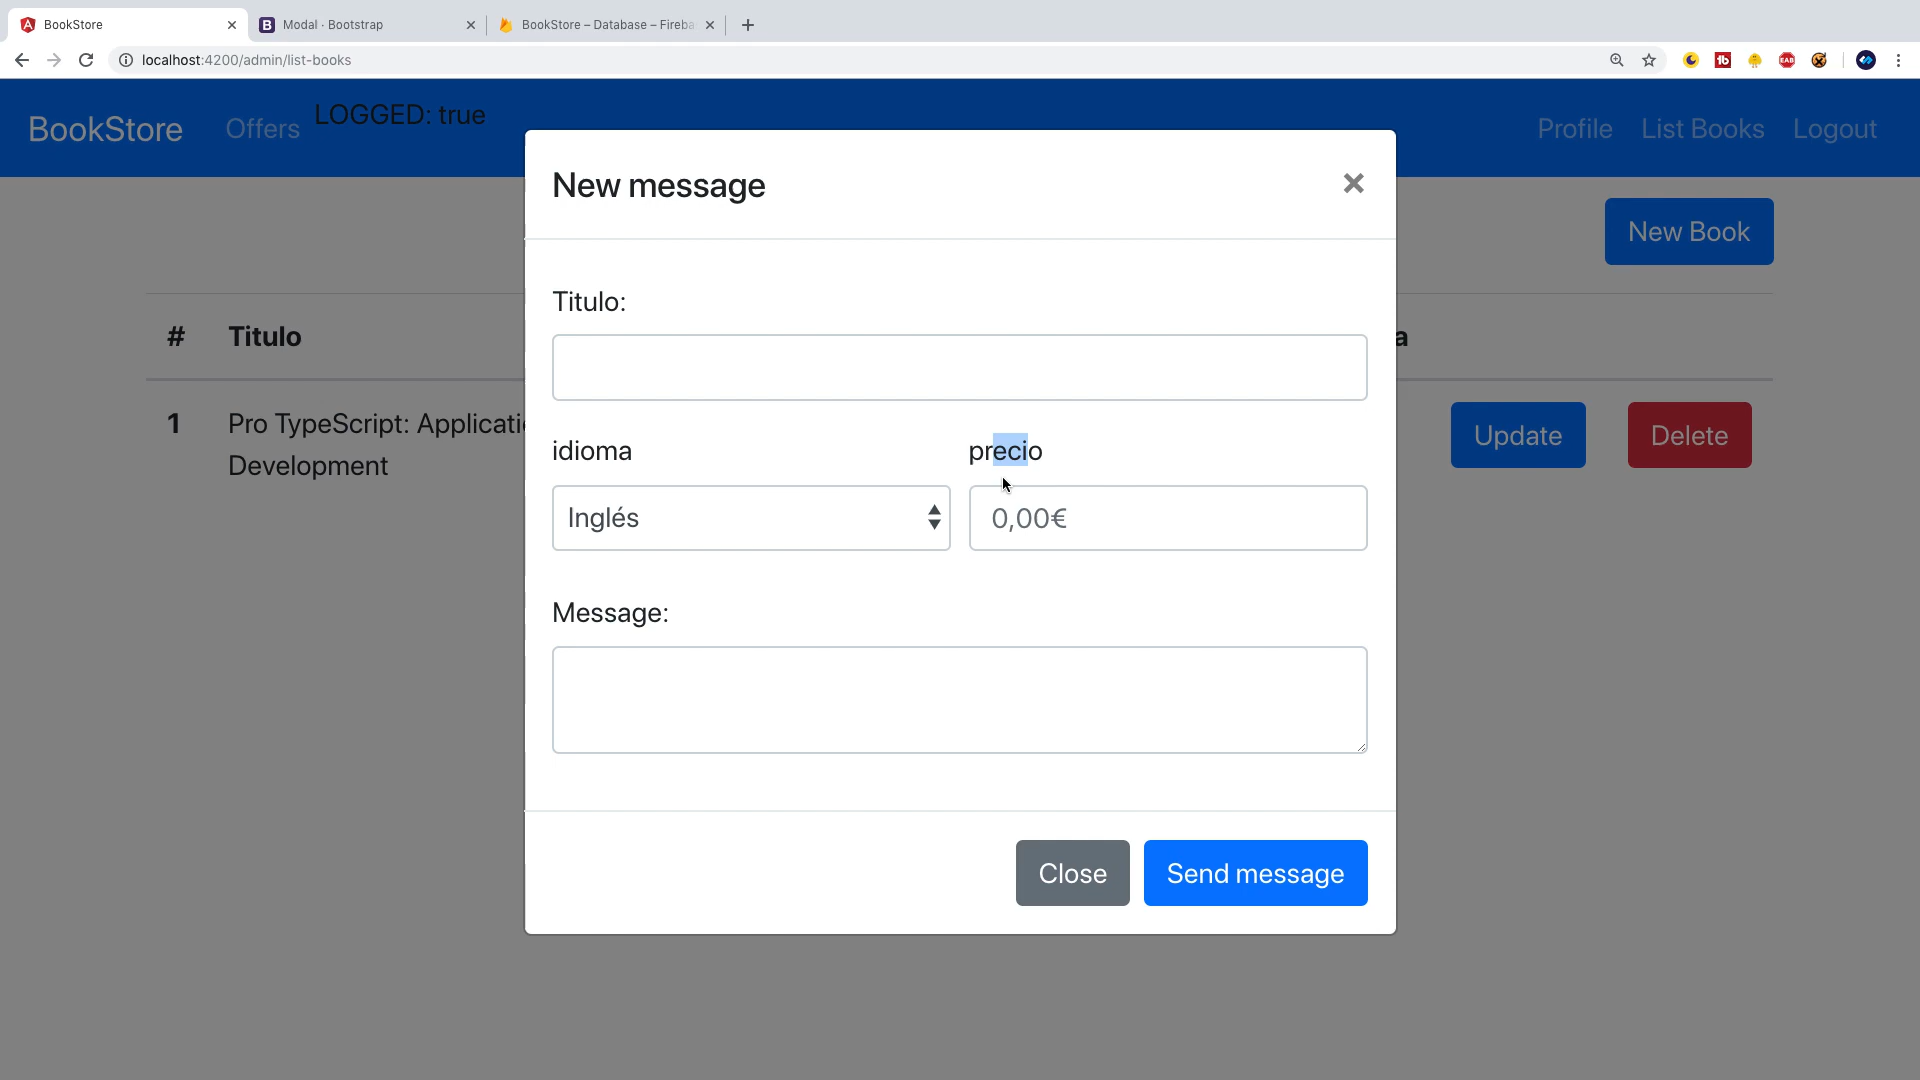 BookStore
Modal · Bootstrap
BookStore – Database – Fireba
localhost:4200/admin/list-books
BookStore
Offers
LOGGED: true
Profile
List Books
Logout
New message
×
New Book
Titulo:
# Titulo
a
1 Pro TypeScript: Applicati
Development
Update
Delete
idioma
precio
Inglés
0,00€
Message:
Close
Send message